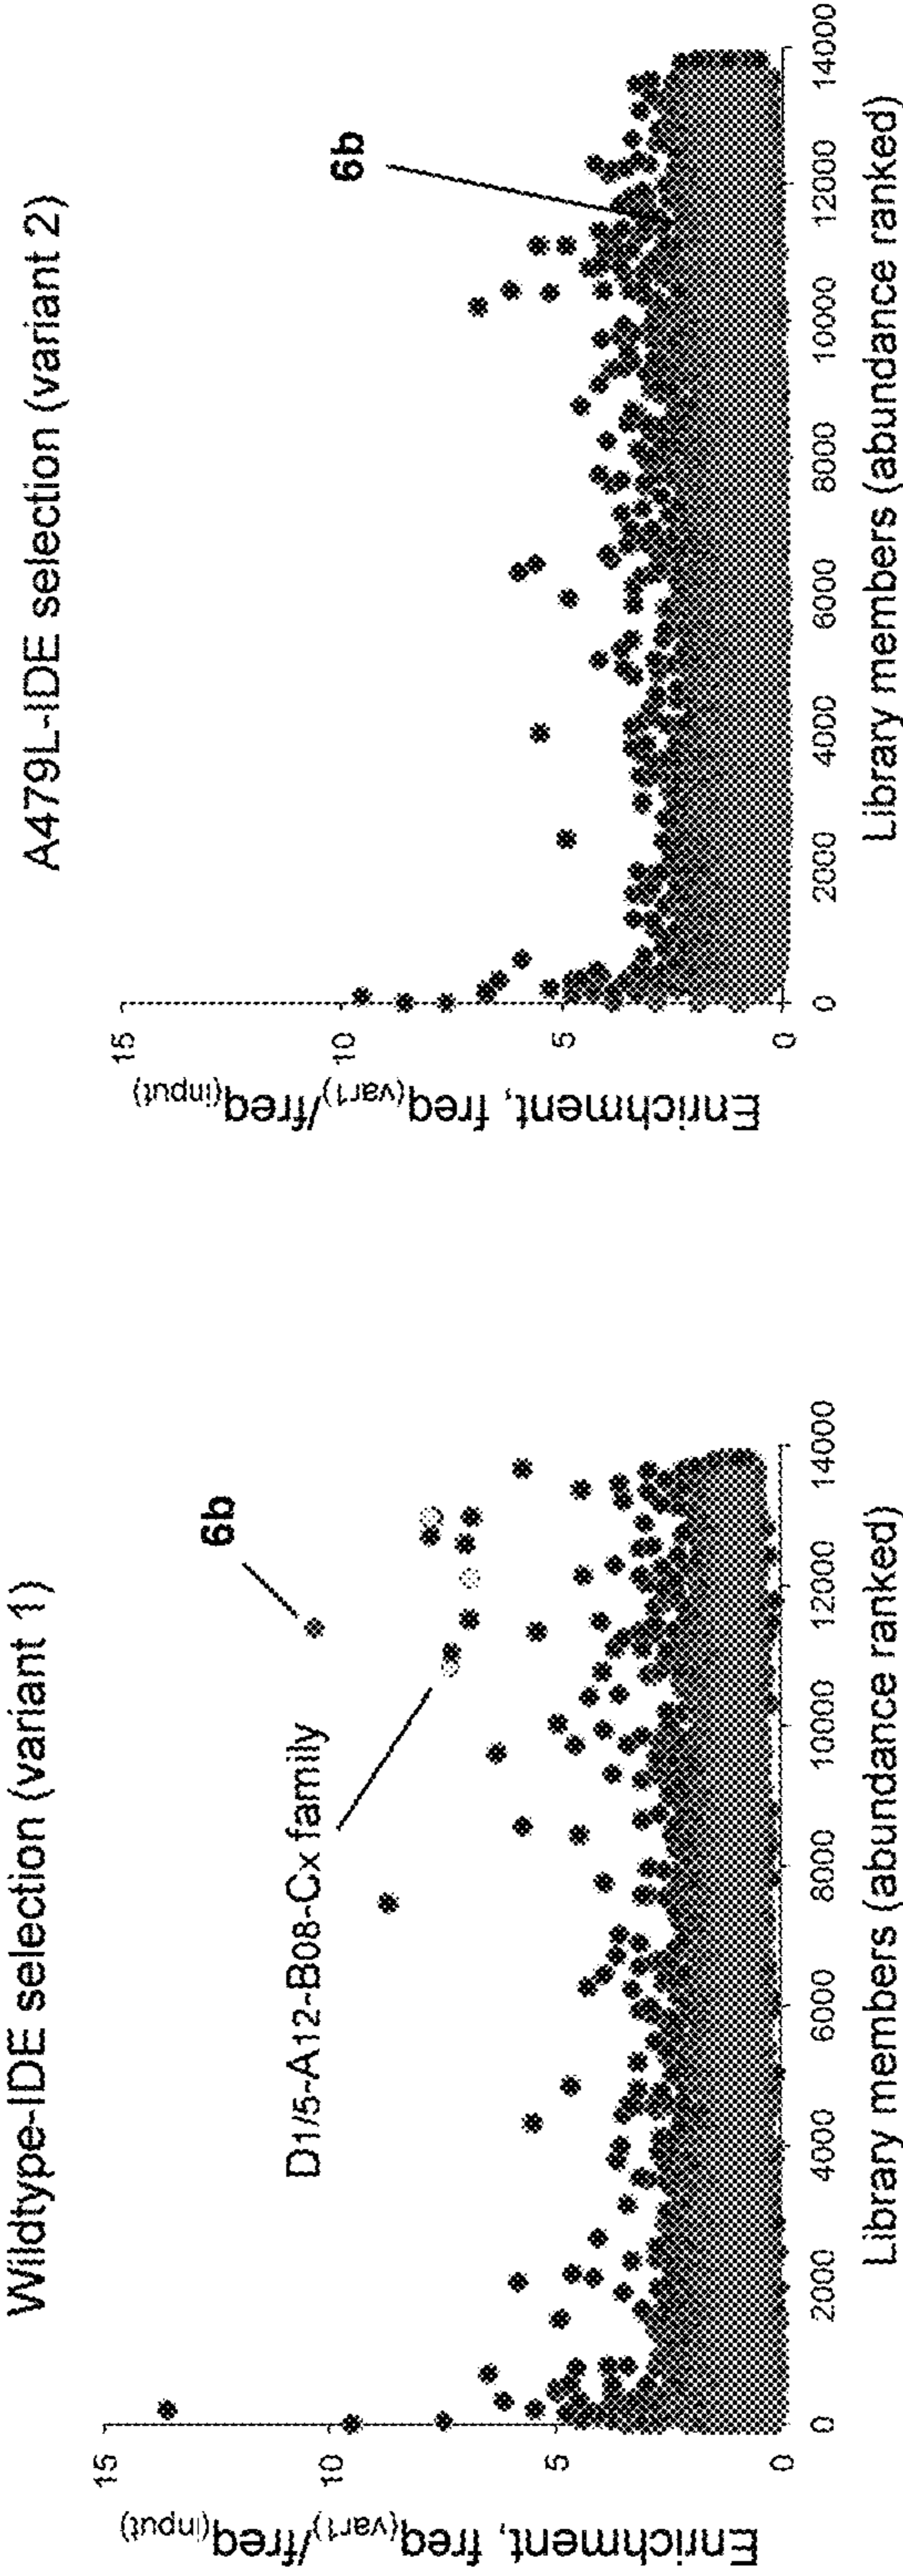 Wildtype-IDE selection (variant 1)
Enrichment, freq(var1)/freq(input)
15
10
5
0
D1/5-A12-B08-Cx family
6b
0
2000
4000
6000
8000
10000
12000
14000
Library members (abundance ranked)
A479L-IDE selection (variant 2)
Enrichment, freq(var1)/freq(input)
15
10
5
0
6b
0
2000
4000
6000
8000
10000
12000
14000
Library members (abundance ranked)